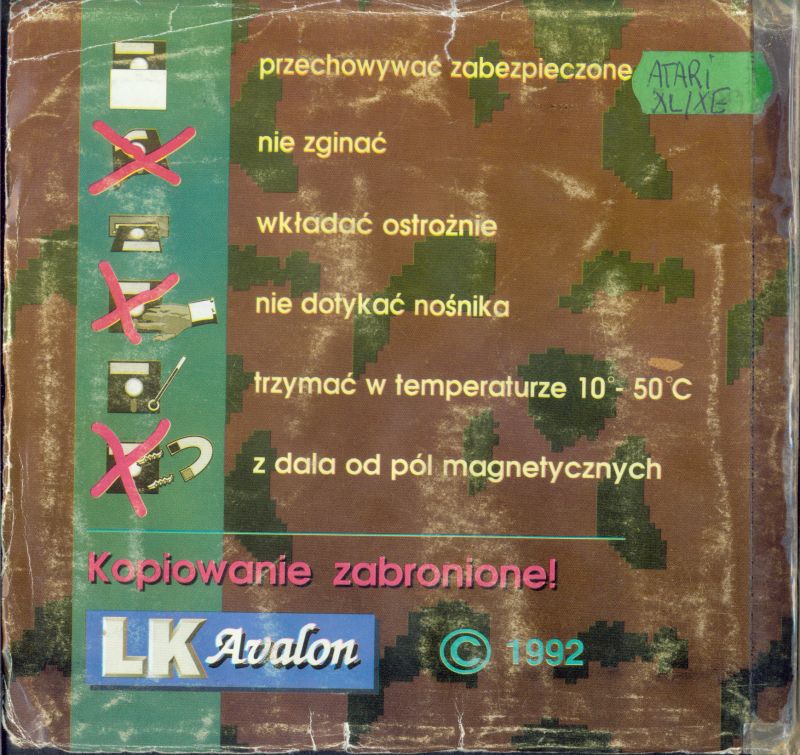 przechowywać zabezpieczone
ATARI
XL/XE
nie zginać
wkładać ostrożnie
nie dotykać nośnika
trzymać w temperaturze 10°- 50°C
z dala od pól magnetycznych
Kopiowanie zabronione!
LK Avalon
© 1992